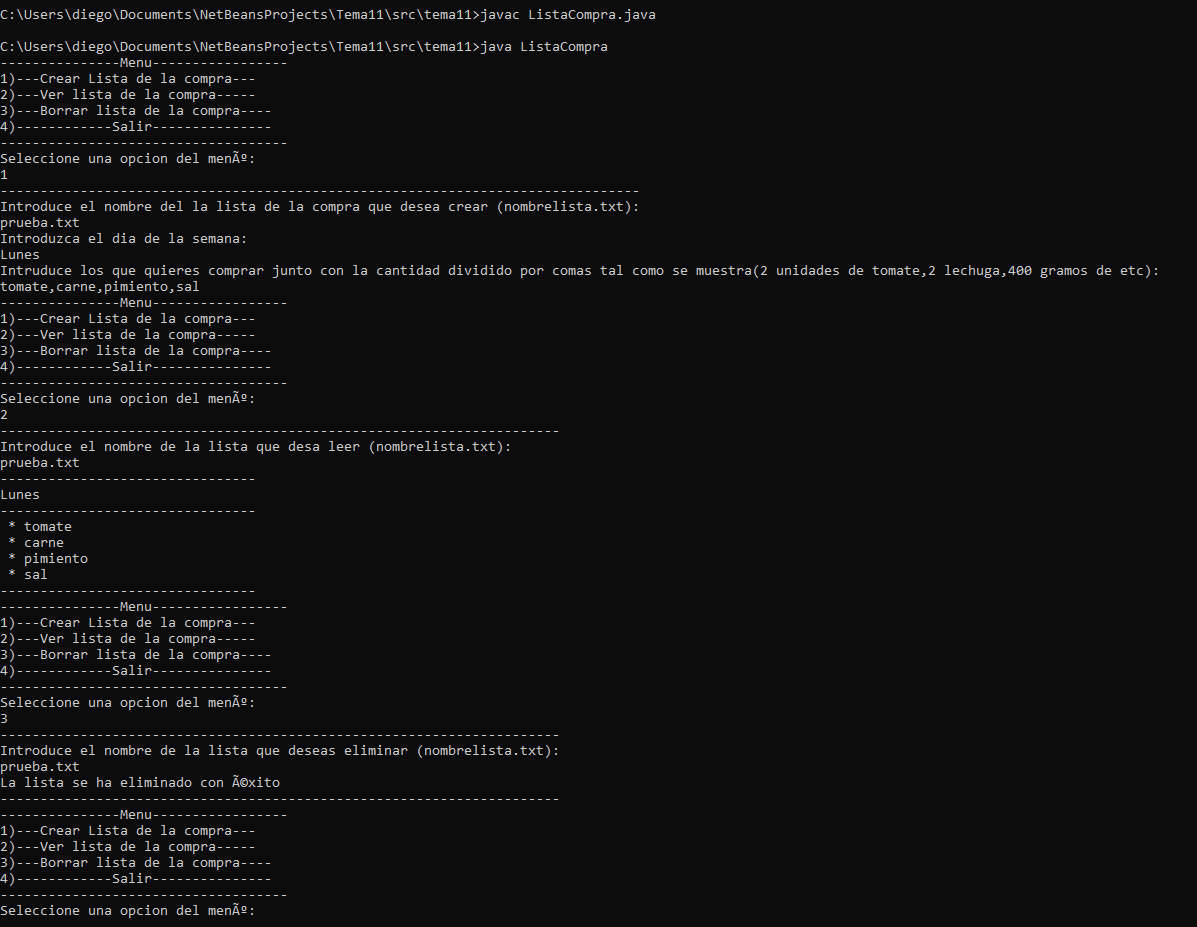 C:\Users\diego\Documents\NetBeansProjects\Tema11\src\tema11>javac ListaCompra.java
C:\Users\diego\Documents\NetBeansProjects\Tema11\src\tema11>java ListaCompra
---------------Menu-----------------
1)---Crear Lista de la compra---
2)---Ver lista de la compra-----
3)---Borrar lista de la compra----
4)------------Salir---------------
------------------------------------
Seleccione una opcion del menÃº:
1
--------------------------------------------------------------------------------
Introduce el nombre del la lista de la compra que desea crear (nombrelista.txt):
prueba.txt
Introduzca el dia de la semana:
Lunes
Intruduce los que quieres comprar junto con la cantidad dividido por comas tal como se muestra(2 unidades de tomate,2 lechuga,400 gramos de etc):
tomate,carne,pimiento,sal
---------------Menu-----------------
1)---Crear Lista de la compra---
2)---Ver lista de la compra-----
3)---Borrar lista de la compra----
4)------------Salir---------------
------------------------------------
Seleccione una opcion del menÃº:
2
----------------------------------------------------------------------
Introduce el nombre de la lista que desa leer (nombrelista.txt):
prueba.txt
--------------------------------
Lunes
--------------------------------
 * tomate
 * carne
 * pimiento
 * sal
--------------------------------
---------------Menu-----------------
1)---Crear Lista de la compra---
2)---Ver lista de la compra-----
3)---Borrar lista de la compra----
4)------------Salir---------------
------------------------------------
Seleccione una opcion del menÃº:
3
----------------------------------------------------------------------
Introduce el nombre de la lista que deseas eliminar (nombrelista.txt):
prueba.txt
La lista se ha eliminado con Ã©xito
----------------------------------------------------------------------
---------------Menu-----------------
1)---Crear Lista de la compra---
2)---Ver lista de la compra-----
3)---Borrar lista de la compra----
4)------------Salir---------------
------------------------------------
Seleccione una opcion del menÃº: